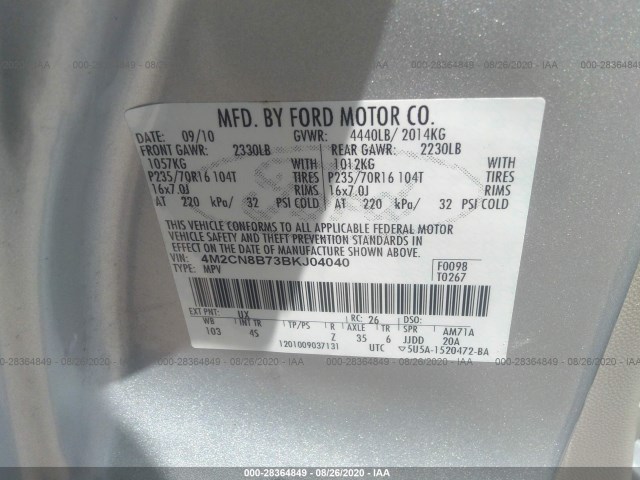 000-28364849 - 08/26/2020 - IAA
MFD. BY FORD MOTOR CO.
DATE: 09/10 GVWR: 4440LB/ 2014KG
FRONT GAWR: 2330LB REAR GAWR: 2230LB
1057KG WITH 1012KG WITH
P235/70R16 104T TIRES P235/70R16 104T TIRES
16x7.0J RIMS 16x7.0J RIMS
AT 220 kPa/ 32 PSI COLD AT 220 kPa/ 32 PSI COLD
THIS VEHICLE CONFORMS TO ALL APPLICABLE FEDERAL MOTOR
VEHICLE SAFETY AND THEFT PREVENTION STANDARDS IN
EFFECT ON THE DATE OF MANUFACTURE SHOWN ABOVE.
VIN: 4M2CN8B73BKJ04040 F0098
TYPE: MPV T0267
EXT PNT: UX RC: 26 DSO:
WB INT TR TP/PS R AXLE TR SPR AM71A
103 45 Z 35 6 JJDD 20A
1201009037131 UTC 5U5A-1520472-BA
000-28364849 - 08/26/2020 - IAA